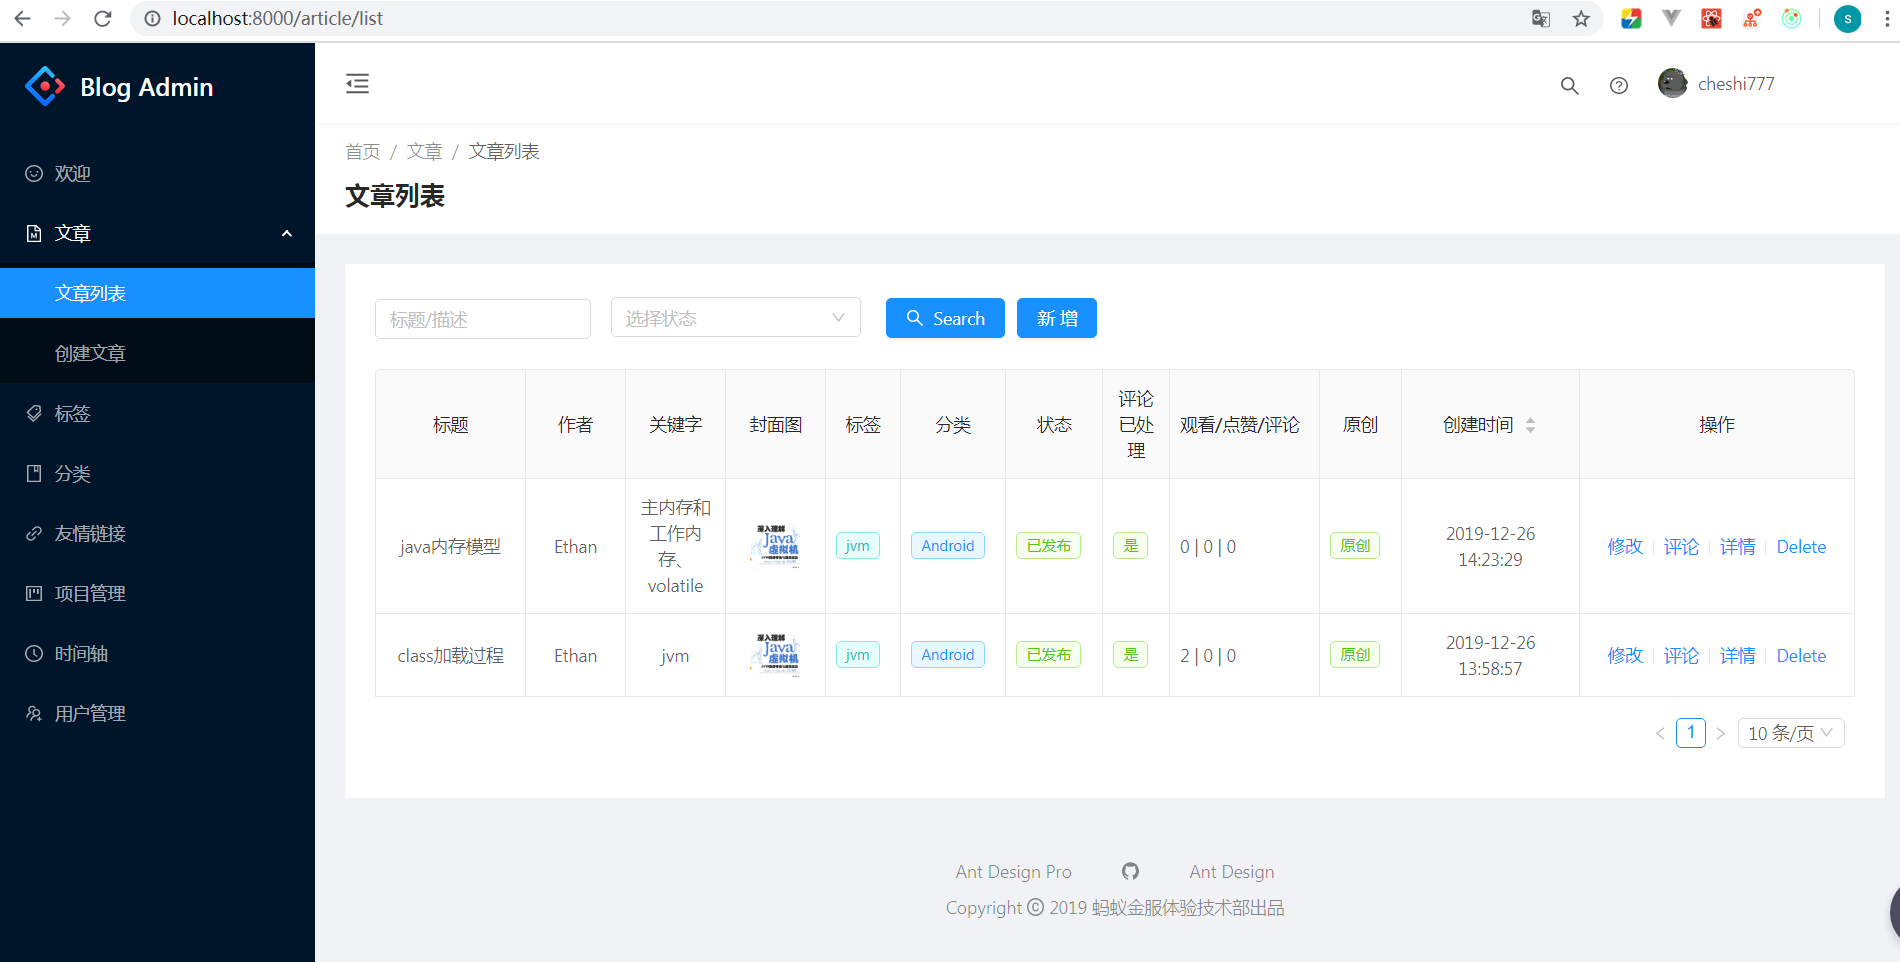 localhost:8000/article/list
s
Blog Admin
cheshi777
首页 / 文章 / 文章列表
文章列表
欢迎
文章
文章列表
创建文章
标签
分类
友情链接
项目管理
时间轴
用户管理
标题/描述 选择状态 Search 新 增
标题 作者 关键字 封面图 标签 分类 状态 评论已处理 观看/点赞/评论 原创 创建时间 操作
java内存模型 Ethan 主内存和工作内存、volatile 深入理解 Java 虚拟机 jvm Android 已发布 是 0 | 0 | 0 原创 2019-12-26 14:23:29 修改 评论 详情 Delete
class加载过程 Ethan jvm 深入理解 Java 虚拟机 jvm Android 已发布 是 2 | 0 | 0 原创 2019-12-26 13:58:57 修改 评论 详情 Delete
1 10 条/页
Ant Design Pro Ant Design
Copyright © 2019 蚂蚁金服体验技术部出品